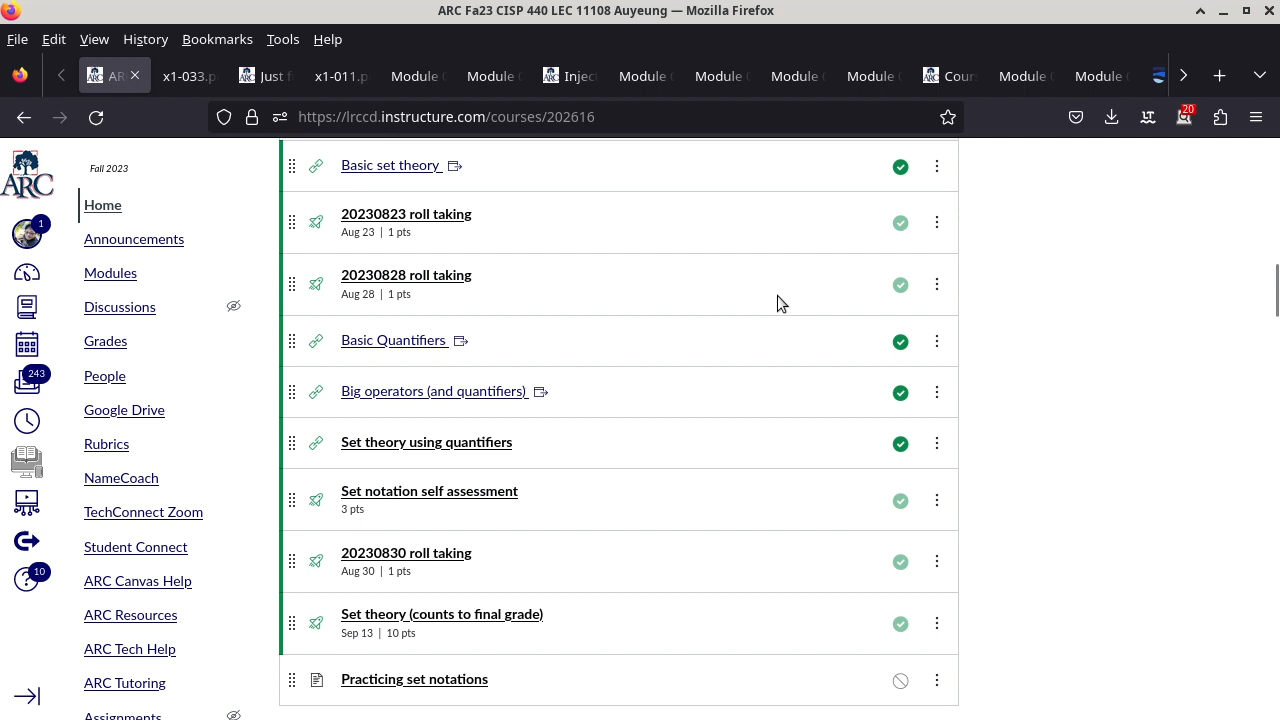 ARC Fa23 CISP 440 LEC 11108 Auyeung — Mozilla Firefox
File Edit View History Bookmarks Tools Help
AR x1-033.p Just f x1-011.p Module Module Injec Module Module Module Module Cour Module Module
https://lrccd.instructure.com/courses/202616
20
ARC
Fall 2023
1
243
10
Home
Announcements
Modules
Discussions
Grades
People
Google Drive
Rubrics
NameCoach
TechConnect Zoom
Student Connect
ARC Canvas Help
ARC Resources
ARC Tech Help
ARC Tutoring
Assignments
Basic set theory
20230823 roll taking
Aug 23 | 1 pts
20230828 roll taking
Aug 28 | 1 pts
Basic Quantifiers
Big operators (and quantifiers)
Set theory using quantifiers
Set notation self assessment
3 pts
20230830 roll taking
Aug 30 | 1 pts
Set theory (counts to final grade)
Sep 13 | 10 pts
Practicing set notations